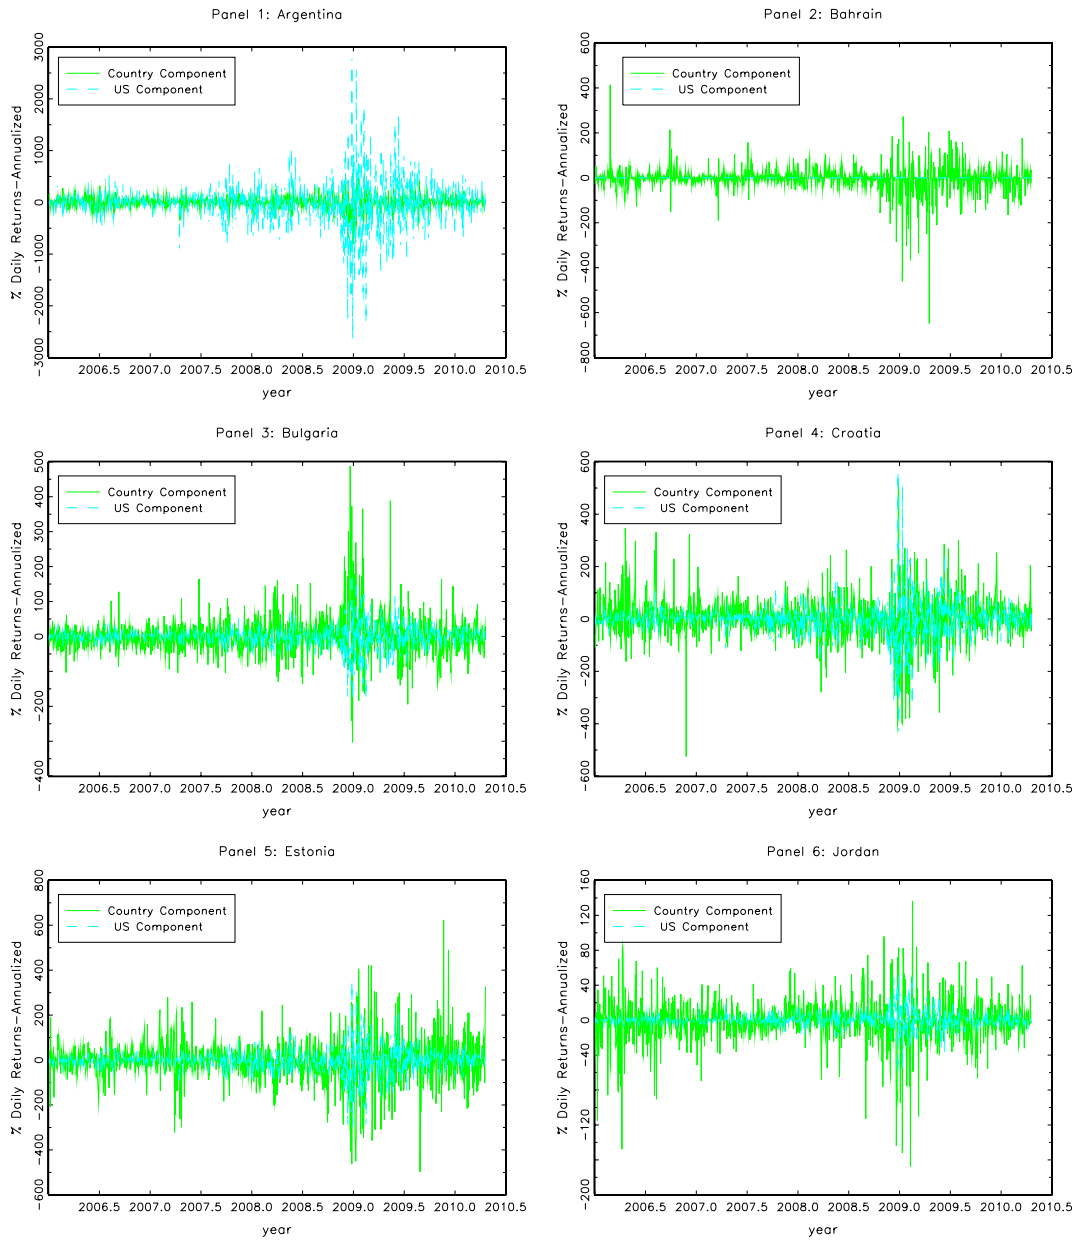 Panel 1: Argentina
% Daily Returns-Annualized
3000
2000
1000
0
-1000
-2000
-3000
Country Component
US Component
2006.5 2007.0 2007.5 2008.0 2008.5 2009.0 2009.5 2010.0 2010.5
year
Panel 2: Bahrain
% Daily Returns-Annualized
600
400
200
0
-200
-400
-600
-800
Country Component
US Component
2006.5 2007.0 2007.5 2008.0 2008.5 2009.0 2009.5 2010.0 2010.5
year
Panel 3: Bulgaria
% Daily Returns-Annualized
500
400
300
200
100
0
-200
-400
Country Component
US Component
2006.5 2007.0 2007.5 2008.0 2008.5 2009.0 2009.5 2010.0 2010.5
year
Panel 4: Croatia
% Daily Returns-Annualized
600
400
200
0
-200
-400
-600
Country Component
US Component
2006.5 2007.0 2007.5 2008.0 2008.5 2009.0 2009.5 2010.0 2010.5
year
Panel 5: Estonia
% Daily Returns-Annualized
800
600
400
200
0
-200
-400
-600
Country Component
US Component
2006.5 2007.0 2007.5 2008.0 2008.5 2009.0 2009.5 2010.0 2010.5
year
Panel 6: Jordan
% Daily Returns-Annualized
160
120
80
40
0
-40
-120
-200
Country Component
US Component
2006.5 2007.0 2007.5 2008.0 2008.5 2009.0 2009.5 2010.0 2010.5
year